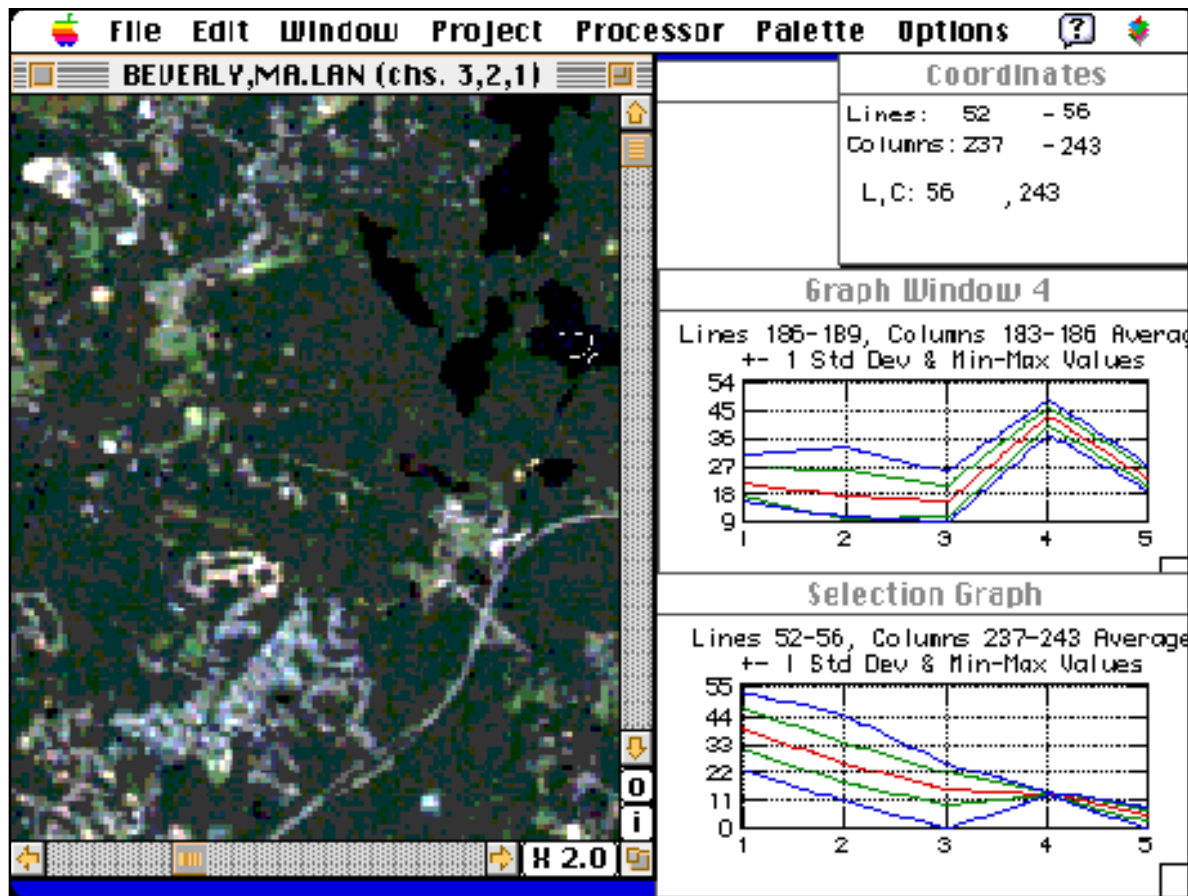 File Edit Window Project Processor Palette Options ?
BEVERLY,MA.LAN (chs. 3,2,1)
O
i
X 2.0
Coordinates
Lines: 52 - 56
Columns: 237 - 243
L,C: 56 , 243
Graph Window 4
Lines 186-189, Columns 183-186 Averag
+- 1 Std Dev & Min-Max Values
54
45
36
27
18
9
1 2 3 4 5
Selection Graph
Lines 52-56, Columns 237-243 Average
+- 1 Std Dev & Min-Max Values
55
44
33
22
11
0
1 2 3 4 5